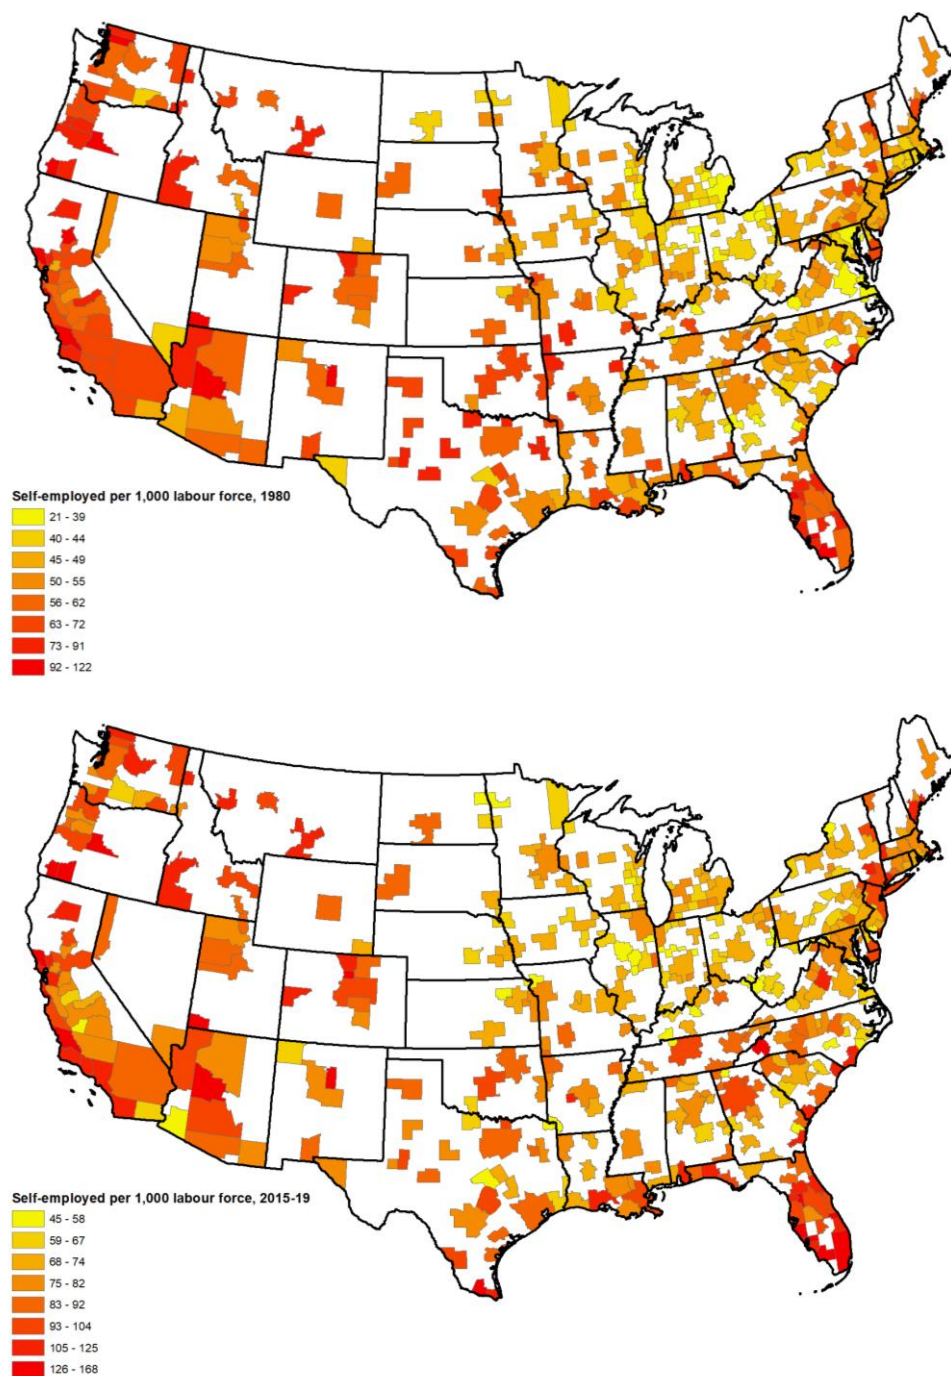 Self-employed per 1,000 labour force, 1980
21 - 39
40 - 44
45 - 49
50 - 55
56 - 62
63 - 72
73 - 91
92 - 122
Self-employed per 1,000 labour force, 2015-19
45 - 58
59 - 67
68 - 74
75 - 82
83 - 92
93 - 104
105 - 125
126 - 168